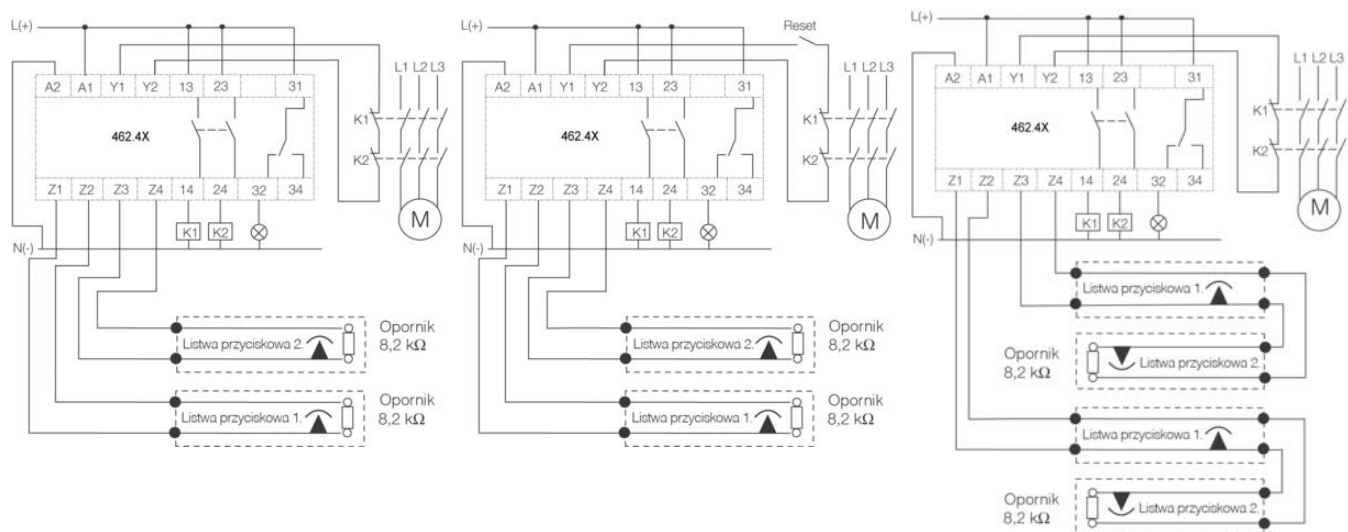 L(+)
L1 L2 L3
A2 A1 Y1 Y2 13 23 31
462.4X
K1
K2
Z1 Z2 Z3 Z4 14 24 32 34
K1 K2
M
N(-)
Listwa przyciskowa 2.
Opornik
8,2 kΩ
Listwa przyciskowa 1.
Opornik
8,2 kΩ
L(+)
Reset
L1 L2 L3
A2 A1 Y1 Y2 13 23 31
462.4X
K1
K2
Z1 Z2 Z3 Z4 14 24 32 34
K1 K2
M
N(-)
Listwa przyciskowa 2.
Opornik
8,2 kΩ
Listwa przyciskowa 1.
Opornik
8,2 kΩ
L(+)
L1 L2 L3
A2 A1 Y1 Y2 13 23 31
462.4X
K1
K2
Z1 Z2 Z3 Z4 14 24 32 34
K1 K2
M
N(-)
Listwa przyciskowa 1.
Opornik
8,2 kΩ
Listwa przyciskowa 2.
Listwa przyciskowa 1.
Opornik
8,2 kΩ
Listwa przyciskowa 2.